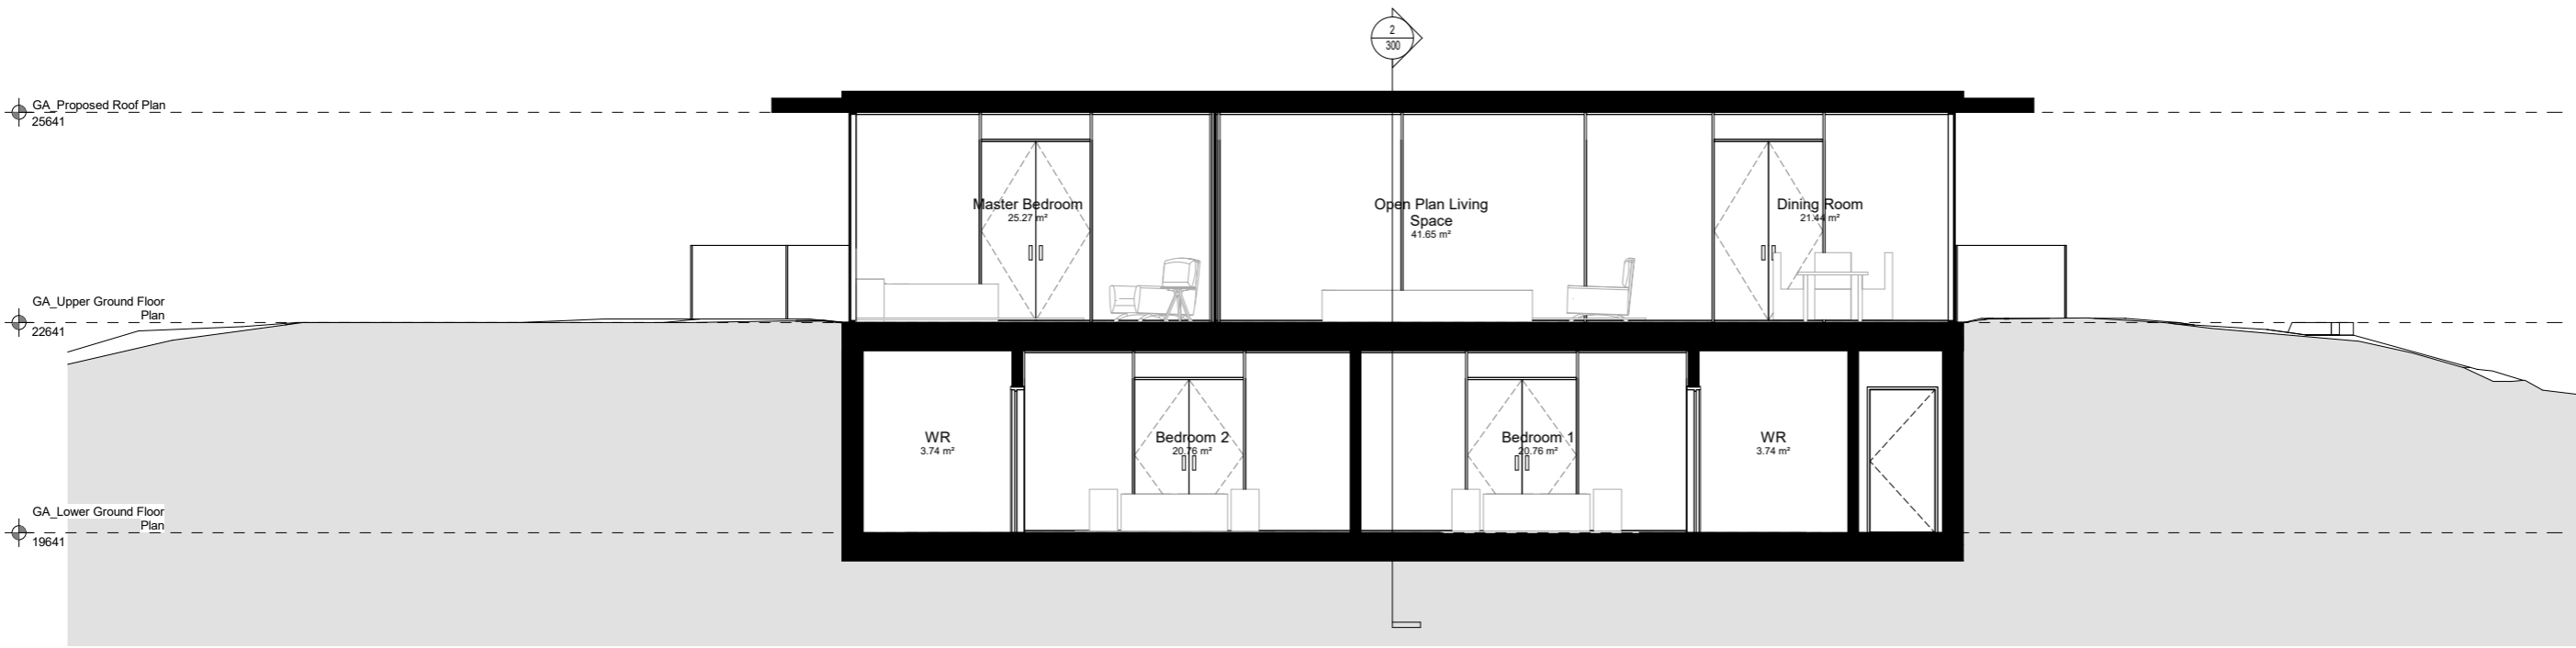 2
300
GA_Proposed Roof Plan
25641
Master Bedroom
25.27 m²
Open Plan Living
Space
41.65 m²
Dining Room
21.44 m²
GA_Upper Ground Floor
Plan
22641
WR
3.74 m²
Bedroom 2
20.76 m²
Bedroom 1
20.76 m²
WR
3.74 m²
GA_Lower Ground Floor
Plan
19641